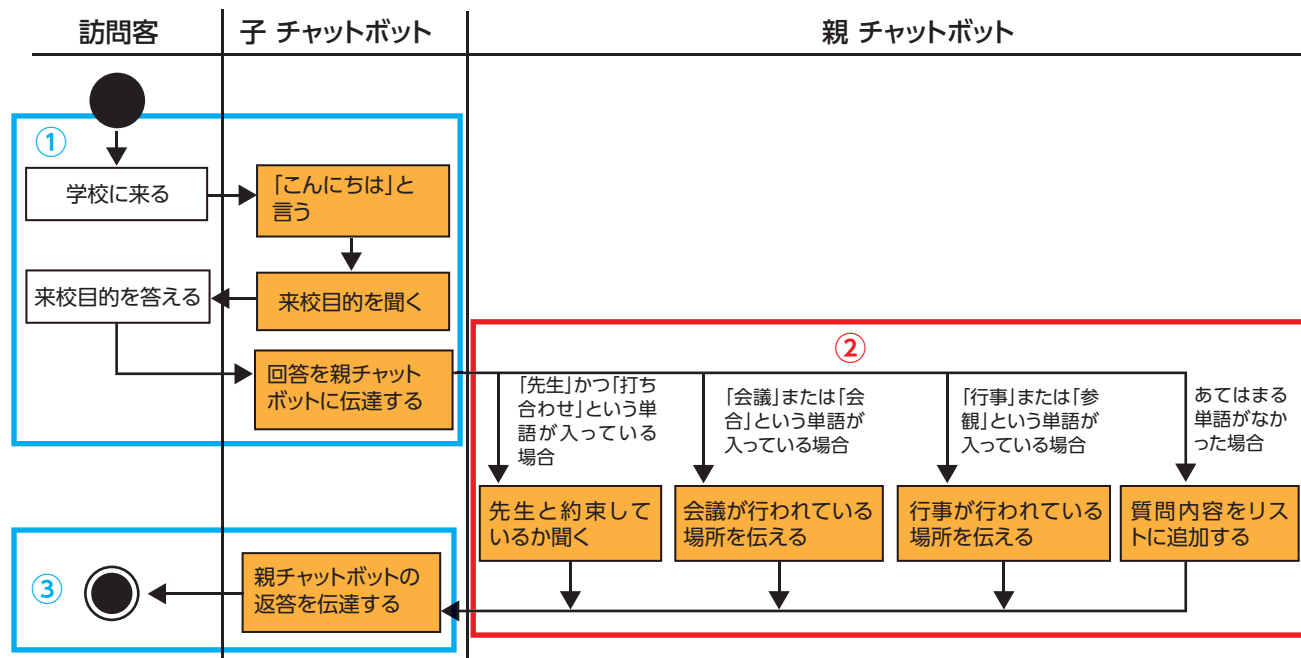 訪問客
子 チャットボット
親 チャットボット
①
学校に来る
「こんにちは」と
言う
来校目的を答える
来校目的を聞く
回答を親チャット
ボットに伝達する
②
「先生」かつ「打ち
合わせ」という単
語が入っている
場合
「会議」または「会
合」という単語が
入っている場合
「行事」または「参
観」という単語が
入っている場合
あてはまる
単語がなか
った場合
先生と約束して
いるか聞く
会議が行われている
場所を伝える
行事が行われている
場所を伝える
質問内容をリス
トに追加する
③
親チャットボットの
返答を伝達する